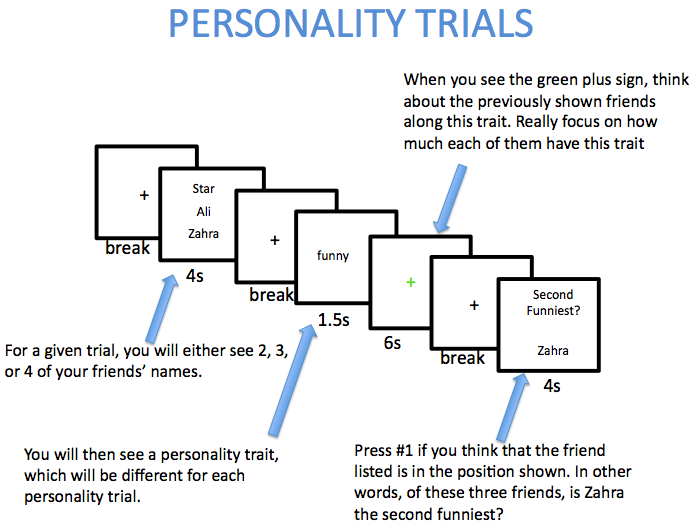 PERSONALITY TRIALS
When you see the green plus sign, think
about the previously shown friends
along this trait. Really focus on how
much each of them have this trait
+
break
Star
Ali
Zahra
4s
+
break
funny
1.5s
+
6s
+
break
Second
Funniest?
Zahra
4s
For a given trial, you will either see 2, 3,
or 4 of your friends’ names.
You will then see a personality trait,
which will be different for each
personality trial.
Press #1 if you think that the friend
listed is in the position shown. In other
words, of these three friends, is Zahra
the second funniest?